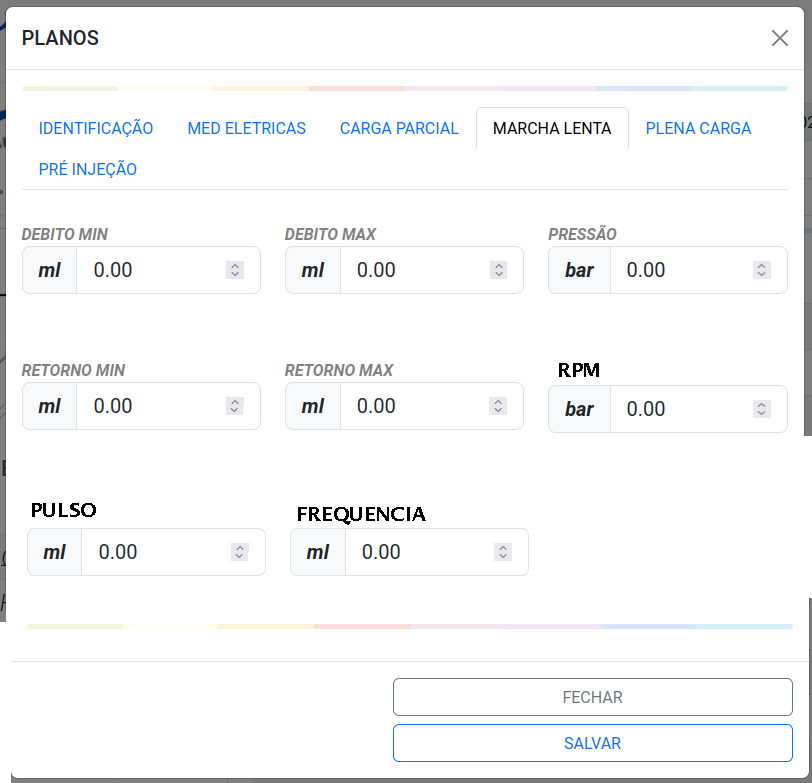 PLANOS
IDENTIFICAÇÃO MED ELETRICAS CARGA PARCIAL MARCHA LENTA PLENA CARGA
PRÉ INJEÇÃO
DEBITO MIN DEBITO MAX PRESSÃO
ml 0.00 ml 0.00 bar 0.00
RETORNO MIN RETORNO MAX RPM
ml 0.00 ml 0.00 bar 0.00
PULSO FREQUENCIA
ml 0.00 ml 0.00
FECHAR
SALVAR